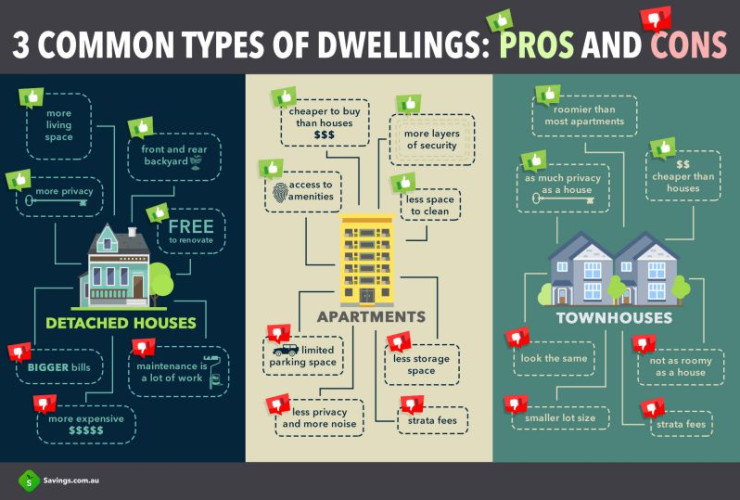 3 COMMON TYPES OF DWELLINGS: PROS AND CONS
more
living
space
front and rear
backyard
more privacy
FREE
to renovate
DETACHED HOUSES
BIGGER bills
maintenance is
a lot of work
more expensive
$$$$$
cheaper to buy
than houses
$$$
more layers
of security
access to
amenities
less space
to clean
APARTMENTS
limited
parking space
less storage
space
less privacy
and more noise
strata fees
roomier than
most apartments
as much privacy
as a house
$$
cheaper than
houses
TOWNHOUSES
look the same
not as roomy
as a house
smaller lot size
strata fees
S
Savings.com.au